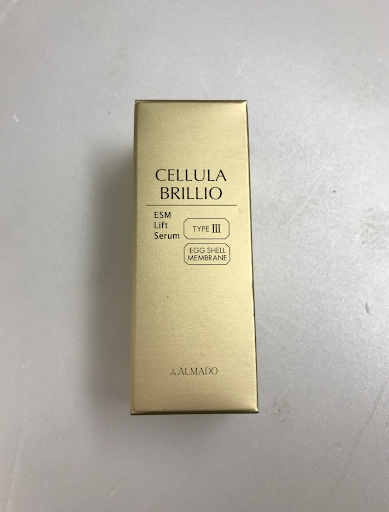 CELLULA
BRILLIO
ESM
Lift
Serum
TYPE III
EGG SHELL
MEMBRANE
ALMADO